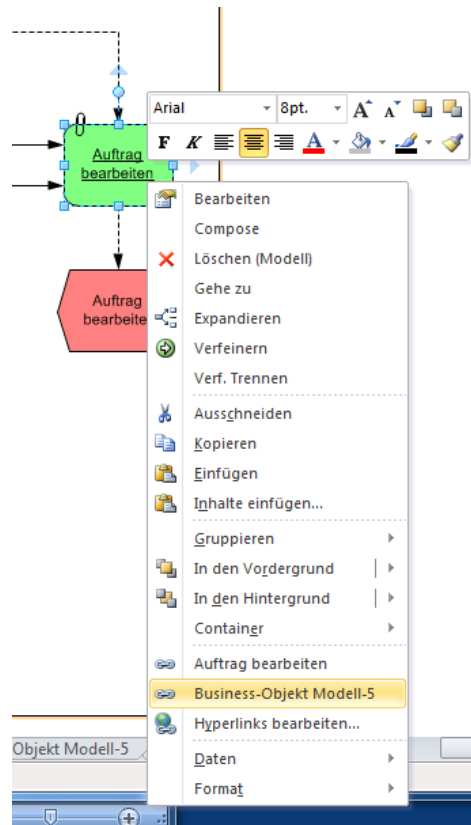 Arial 8pt. A A
F K A
Auftrag
bearbeiten
Auftrag
bearbeite
Bearbeiten
Compose
Löschen (Modell)
Gehe zu
Expandieren
Verfeinern
Verf. Trennen
Ausschneiden
Kopieren
Einfügen
Inhalte einfügen...
Gruppieren
In den Vordergrund
In den Hintergrund
Container
Auftrag bearbeiten
Business-Objekt Modell-5
Hyperlinks bearbeiten...
Objekt Modell-5
Daten
Format